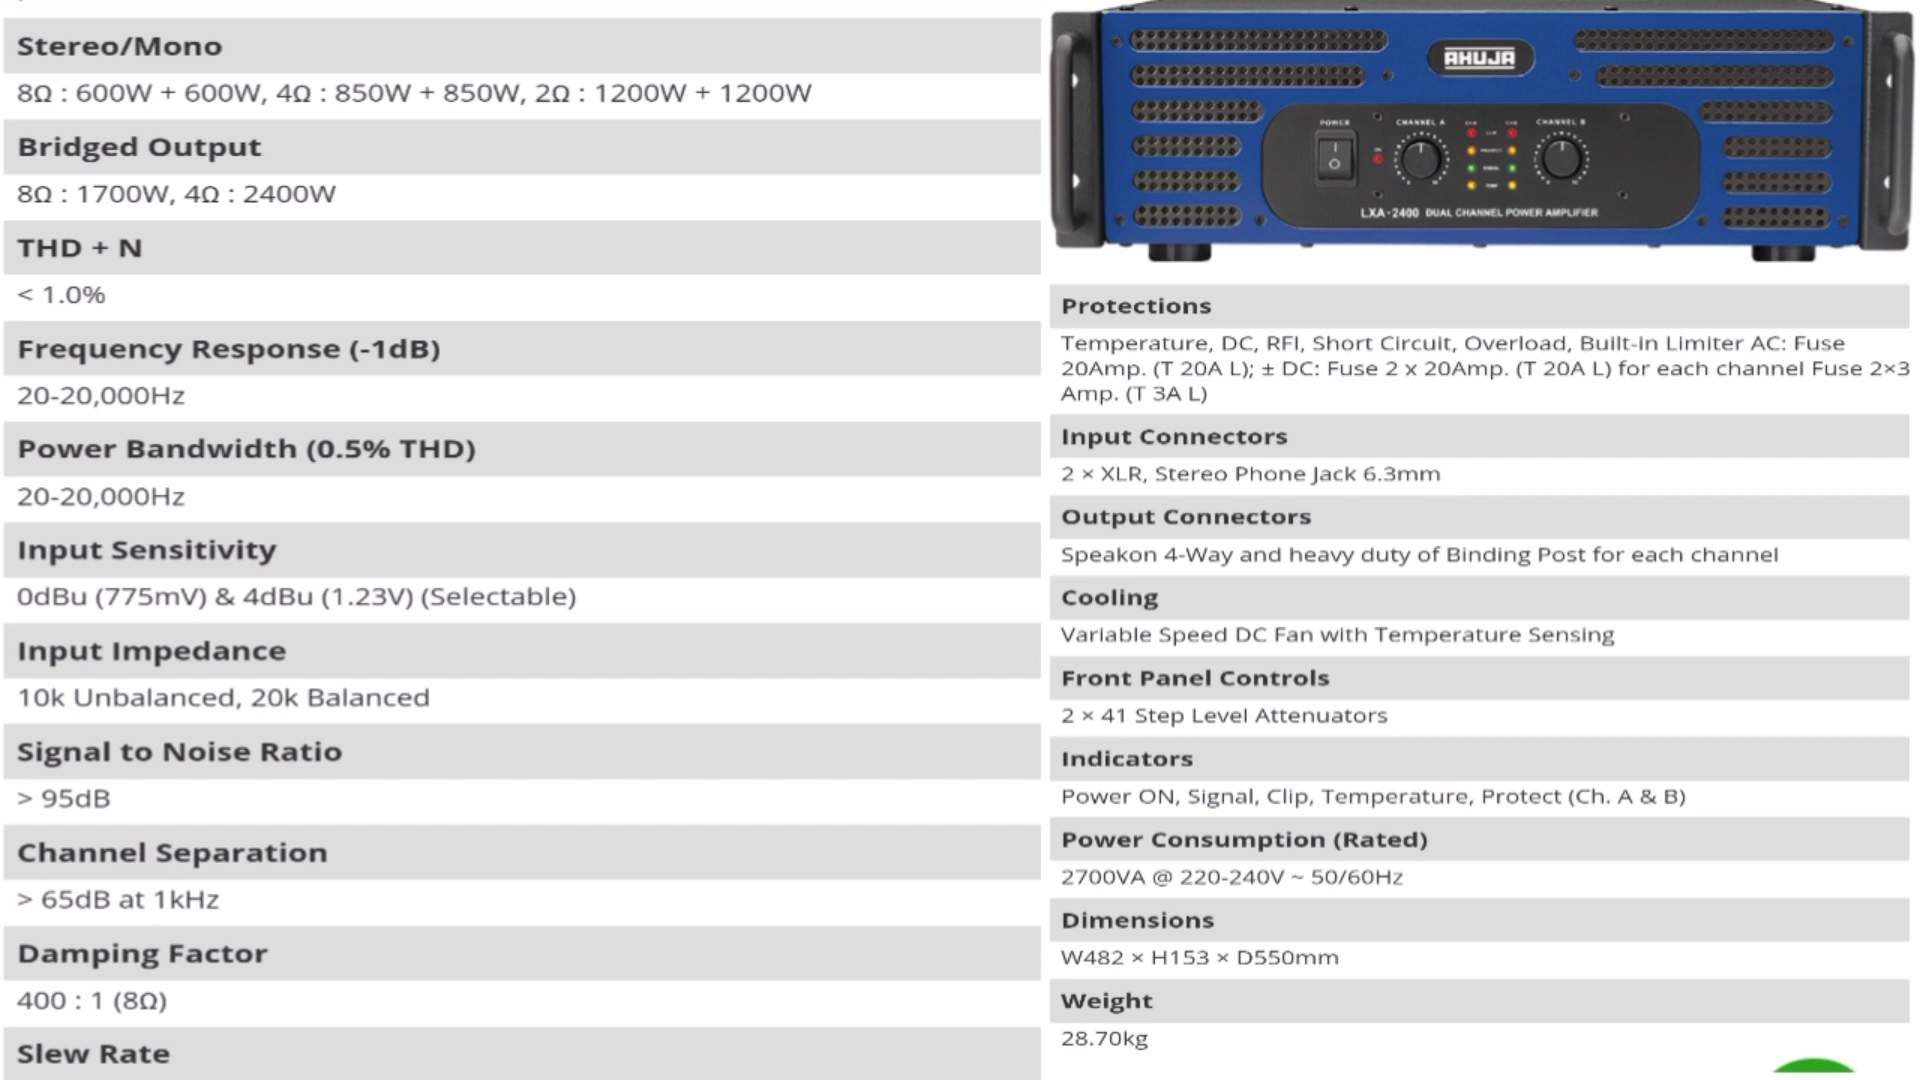 Stereo/Mono
8Ω : 600W + 600W, 4Ω : 850W + 850W, 2Ω : 1200W + 1200W
Bridged Output
8Ω : 1700W, 4Ω : 2400W
THD + N
< 1.0%
Frequency Response (-1dB)
20-20,000Hz
Power Bandwidth (0.5% THD)
20-20,000Hz
Input Sensitivity
0dBu (775mV) & 4dBu (1.23V) (Selectable)
Input Impedance
10k Unbalanced, 20k Balanced
Signal to Noise Ratio
> 95dB
Channel Separation
> 65dB at 1kHz
Damping Factor
400 : 1 (8Ω)
Slew Rate
AHUJA
POWER
CHANNEL A
CHANNEL B
LXA-2400 DUAL CHANNEL POWER AMPLIFIER
Protections
Temperature, DC, RFI, Short Circuit, Overload, Built-in Limiter AC: Fuse
20Amp. (T 20A L); ± DC: Fuse 2 x 20Amp. (T 20A L) for each channel Fuse 2×3
Amp. (T 3A L)
Input Connectors
2 × XLR, Stereo Phone Jack 6.3mm
Output Connectors
Speakon 4-Way and heavy duty of Binding Post for each channel
Cooling
Variable Speed DC Fan with Temperature Sensing
Front Panel Controls
2 × 41 Step Level Attenuators
Indicators
Power ON, Signal, Clip, Temperature, Protect (Ch. A & B)
Power Consumption (Rated)
2700VA @ 220-240V ~ 50/60Hz
Dimensions
W482 × H153 × D550mm
Weight
28.70kg